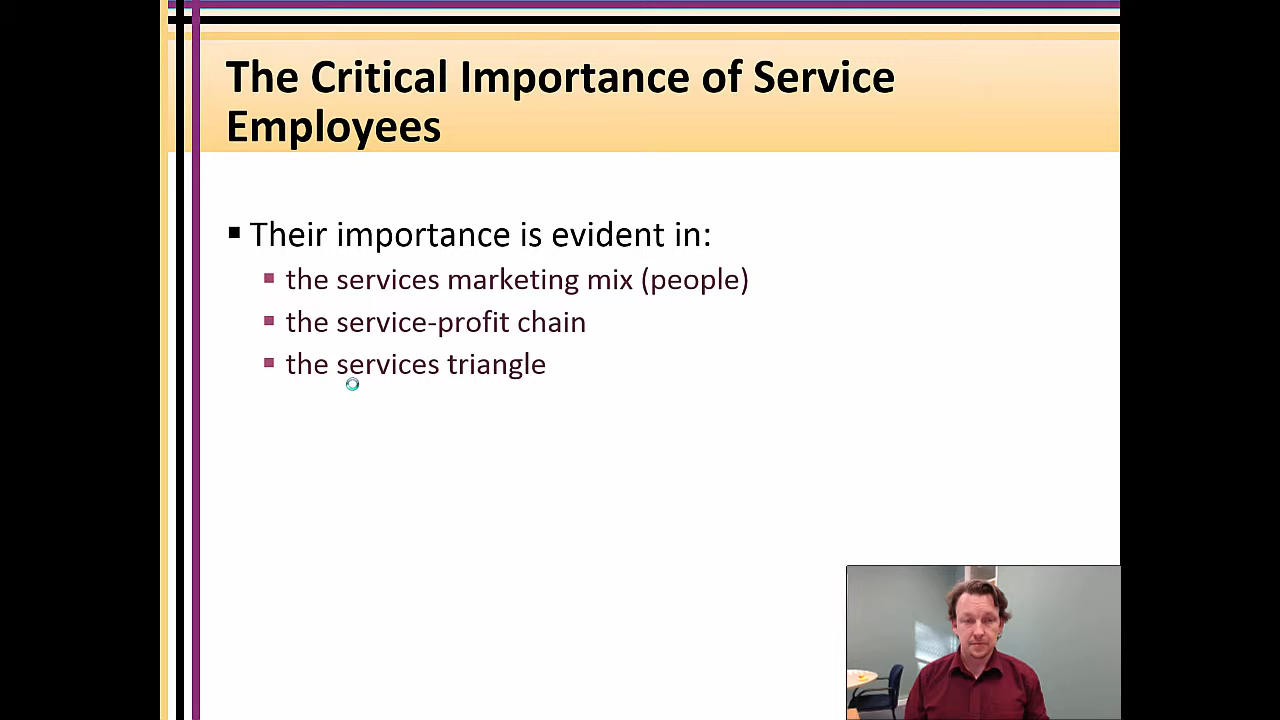 The Critical Importance of Service
Employees
Their importance is evident in:
the services marketing mix (people)
the service-profit chain
the services triangle